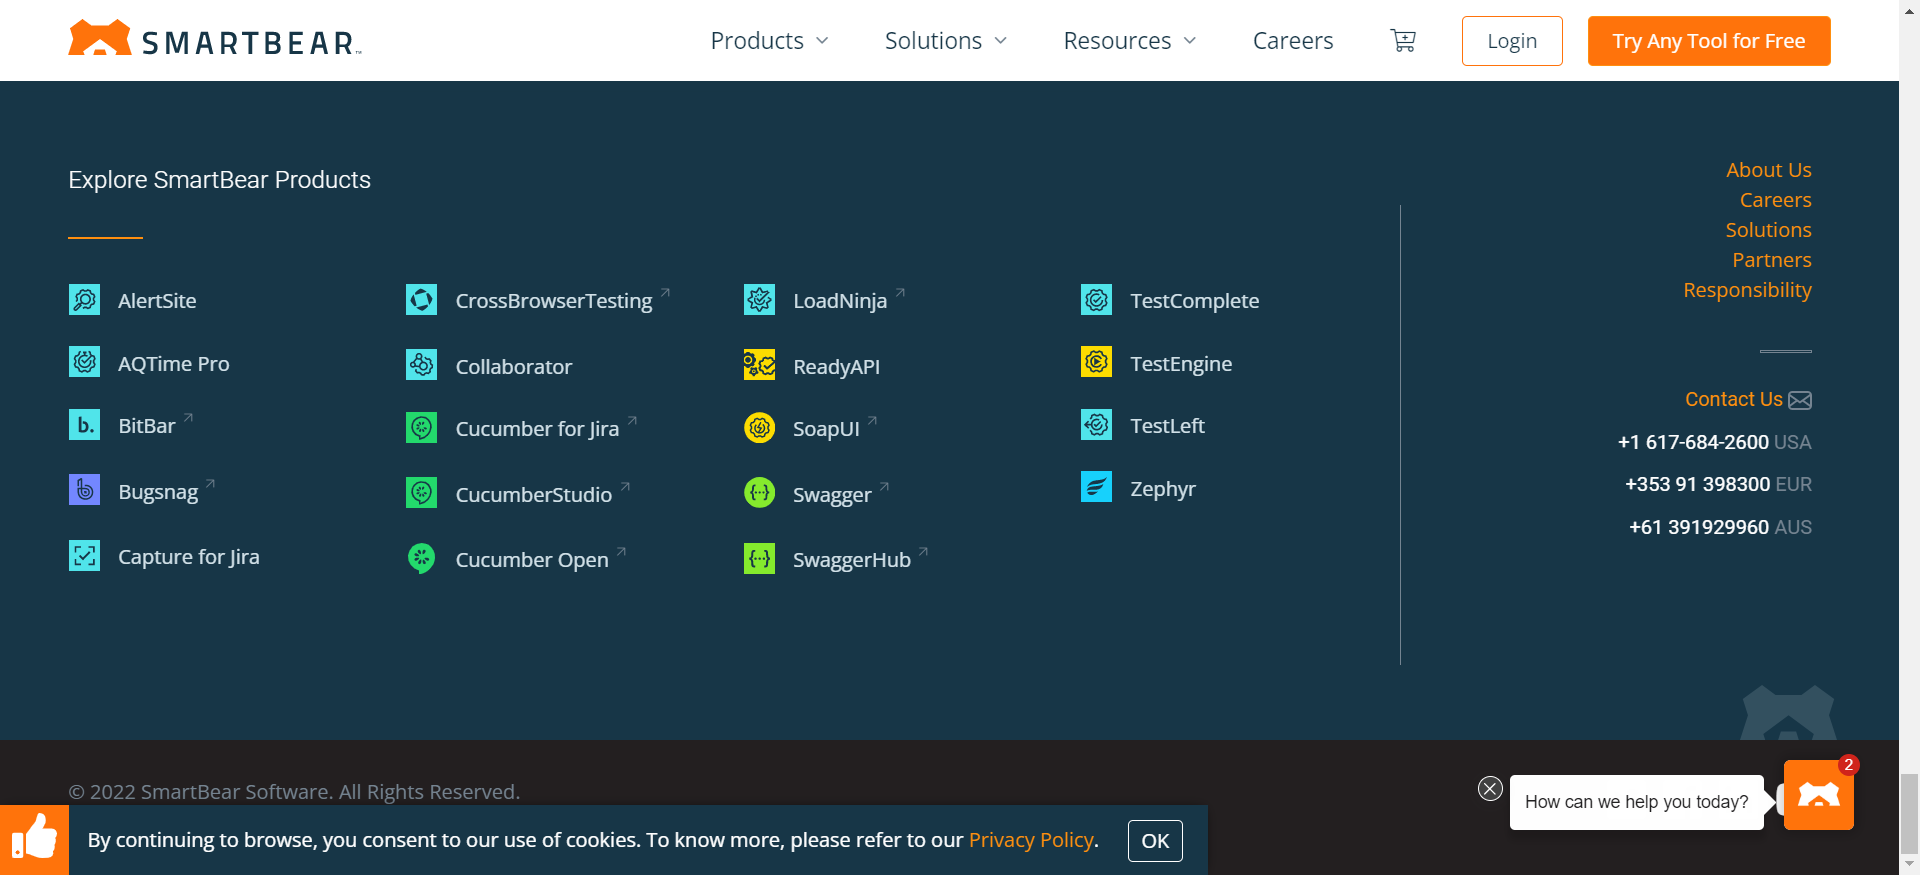 SMARTBEAR™
Products
Solutions
Resources
Careers
Login
Try Any Tool for Free
Explore SmartBear Products
AlertSite
AQTime Pro
b. BitBar
Bugsnag
Capture for Jira
CrossBrowserTesting
Collaborator
Cucumber for Jira
CucumberStudio
Cucumber Open
LoadNinja
ReadyAPI
SoapUI
{··} Swagger
{··} SwaggerHub
TestComplete
TestEngine
TestLeft
Zephyr
About Us
Careers
Solutions
Partners
Responsibility
Contact Us
+1 617-684-2600 USA
+353 91 398300 EUR
+61 391929960 AUS
© 2022 SmartBear Software. All Rights Reserved.
By continuing to browse, you consent to our use of cookies. To know more, please refer to our Privacy Policy.
OK
How can we help you today?
2